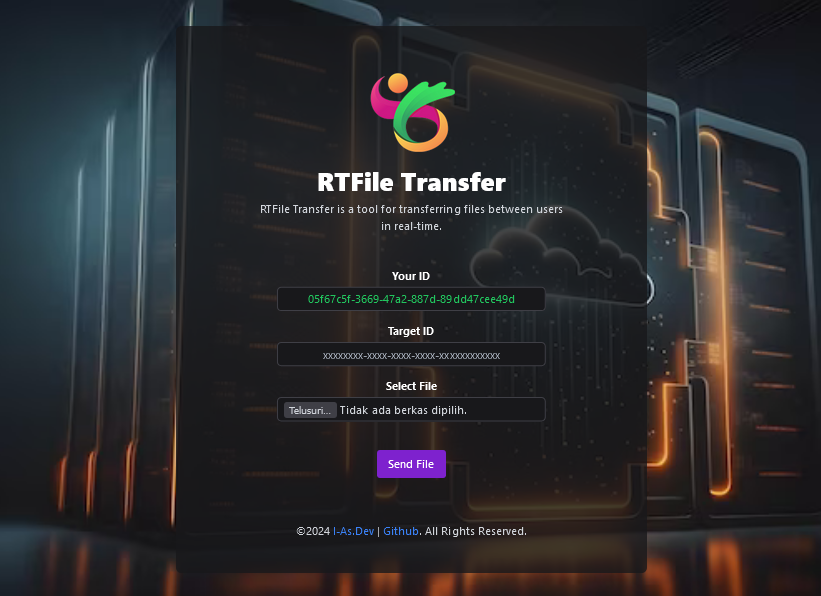 RTFile Transfer
RTFile Transfer is a tool for transferring files between users
in real-time.
Your ID
05f67c5f-3669-47a2-887d-89dd47cee49d
Target ID
xxxxxxxx-xxxx-xxxx-xxxx-xxxxxxxxxxxx
Select File
Telusuri... Tidak ada berkas dipilih.
Send File
©2024 I-As.Dev | Github. All Rights Reserved.